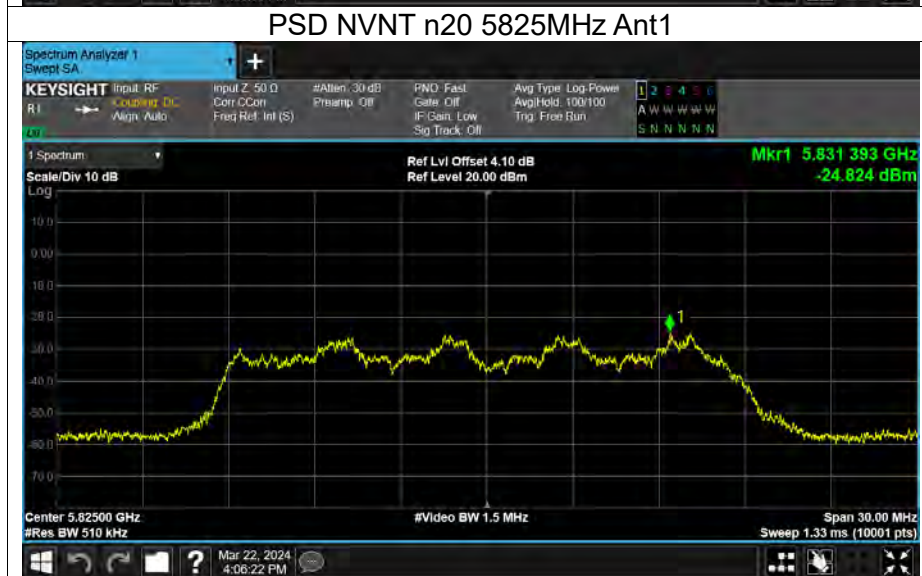 PSD NVNT n20 5825MHz Ant1
Spectrum Analyzer 1
Swept SA
+
KEYSIGHT Input: RF
Coupling: DC
Align: Auto
Input Z: 50 Ω
Corr CCorr
Freq Ref: Int (S)
#Atten: 30 dB
Preamp: Off
PNO: Fast
Gate: Off
IF Gain: Low
Sig Track: Off
Avg Type: Log-Power
Avg|Hold: 100/100
Trig: Free Run
1 2 3 4 5 6
A W W W W W
S N N N N N
1 Spectrum
Scale/Div 10 dB
Log
Ref Lvl Offset 4.10 dB
Ref Level 20.00 dBm
Mkr1 5.831 393 GHz
-24.824 dBm
10.0
0.00
-10.0
-20.0
-30.0
-40.0
-50.0
-60.0
-70.0
1
Center 5.82500 GHz
#Res BW 510 kHz
#Video BW 1.5 MHz
Span 30.00 MHz
Sweep 1.33 ms (10001 pts)
?
Mar 22, 2024
4:06:22 PM